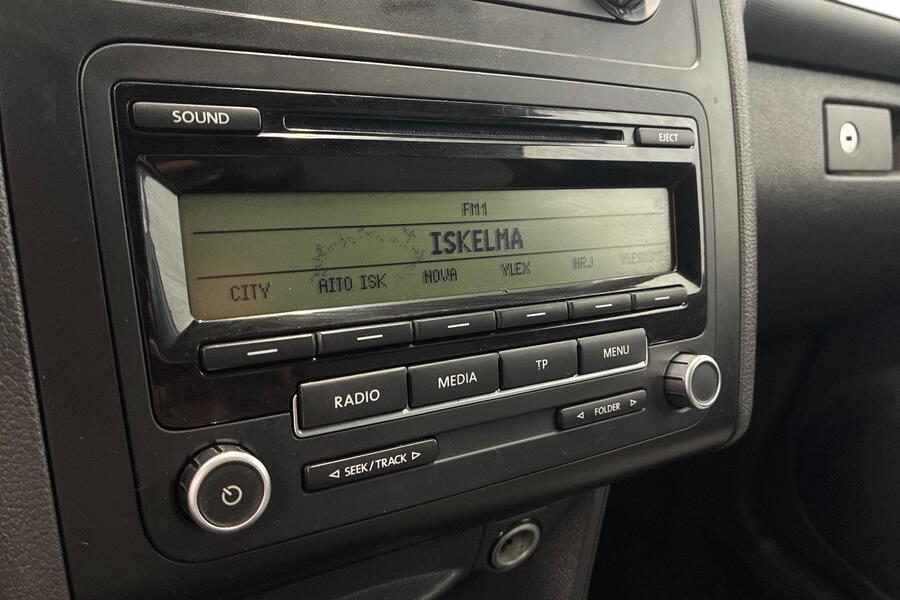 SOUND
EJECT
FM1
ISKELMA
CITY AITO ISK NOVA YLEX NRJ
RADIO MEDIA TP MENU
SEEK / TRACK FOLDER